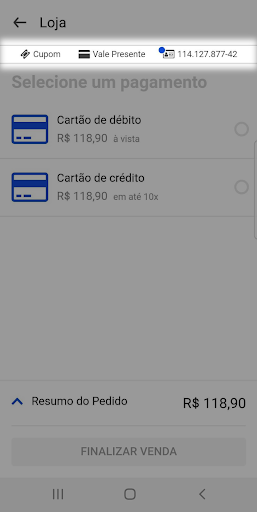 Loja
Cupom Vale Presente 114.127.877-42
Selecione um pagamento
Cartão de débito
R$ 118,90 à vista
Cartão de crédito
R$ 118,90 em até 10x
Resumo do Pedido R$ 118,90
FINALIZAR VENDA